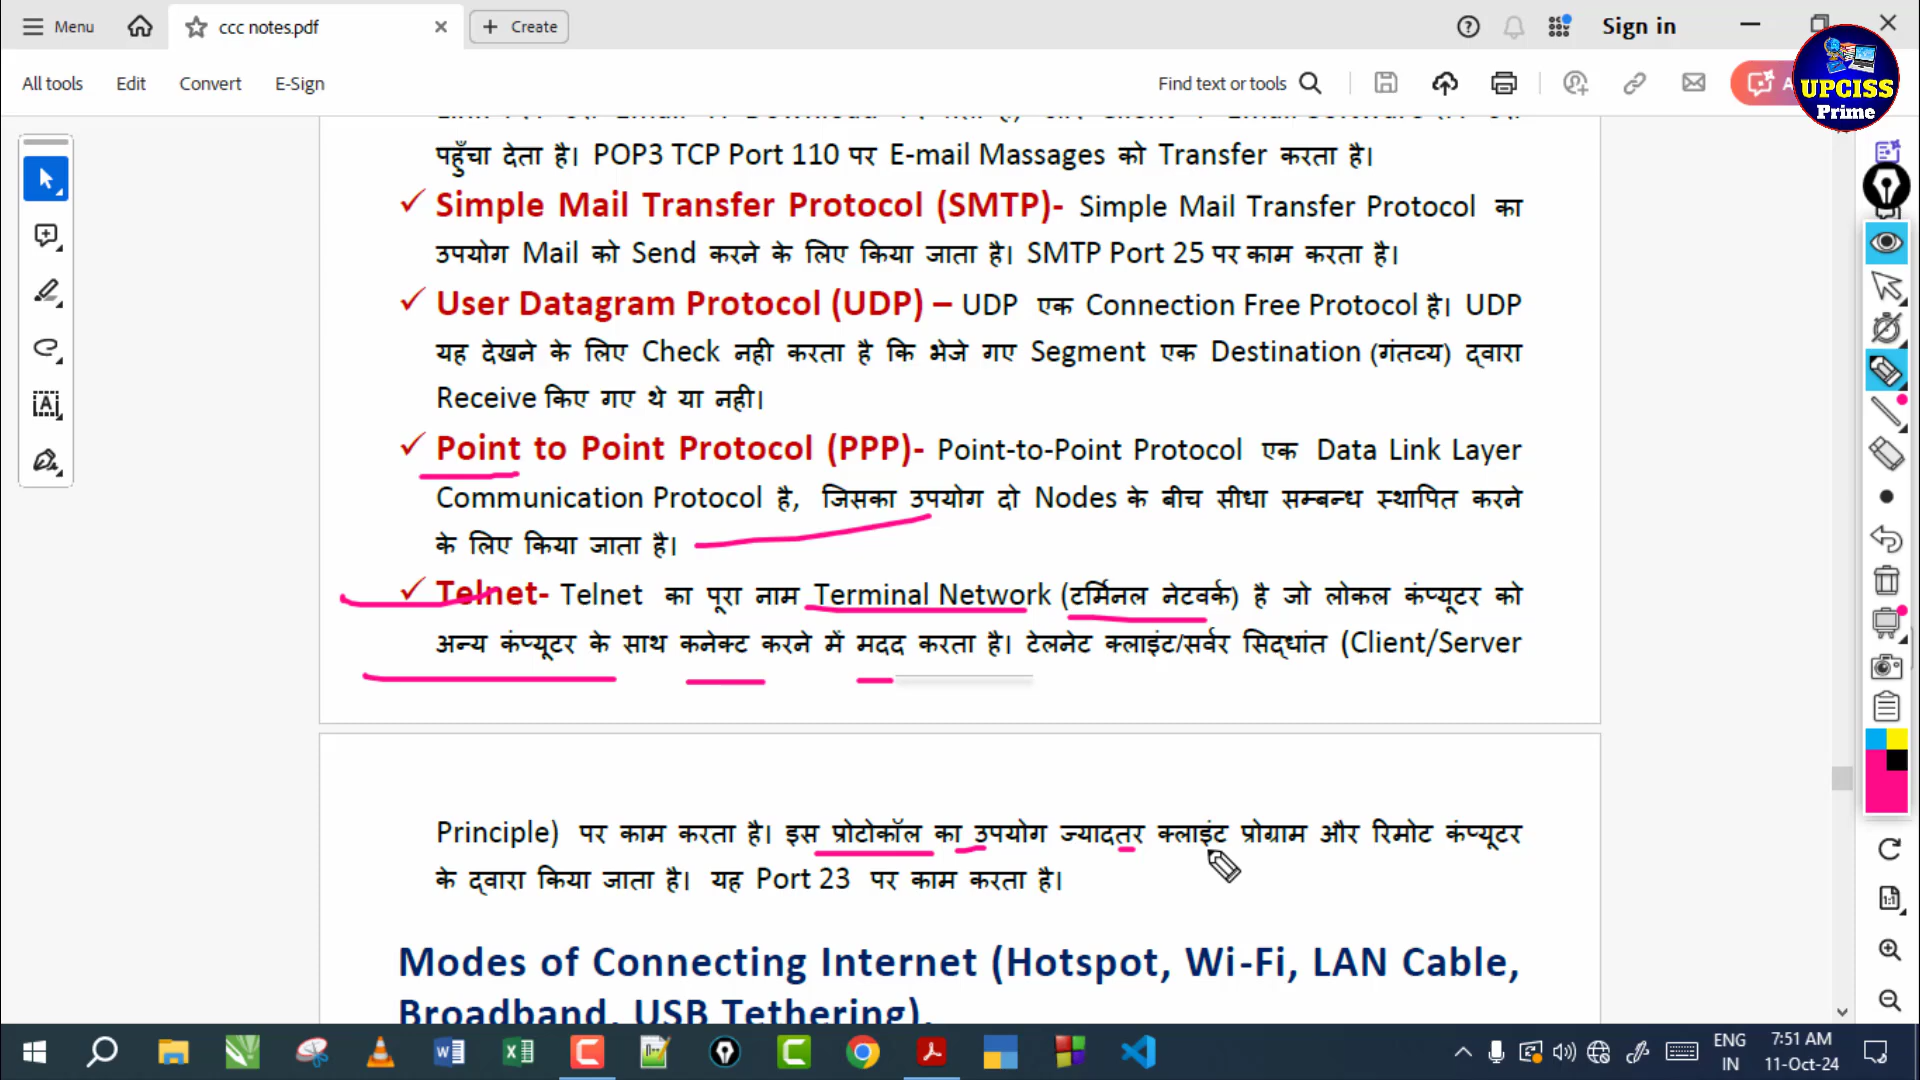 Menu
ccc notes.pdf
Create
Sign in
All tools
Edit
Convert
E-Sign
Find text or tools
UPCISS
Prime
पहुँचा देता है। POP3 TCP Port 110 पर E-mail Massages को Transfer करता है।
Simple Mail Transfer Protocol (SMTP)- Simple Mail Transfer Protocol का
उपयोग Mail को Send करने के लिए किया जाता है। SMTP Port 25 पर काम करता है।
User Datagram Protocol (UDP) – UDP एक Connection Free Protocol है। UDP
यह देखने के लिए Check नही करता है कि भेजे गए Segment एक Destination (गंतव्य) द्वारा
Receive किए गए थे या नही।
Point to Point Protocol (PPP)- Point-to-Point Protocol एक Data Link Layer
Communication Protocol है, जिसका उपयोग दो Nodes के बीच सीधा सम्बन्ध स्थापित करने
के लिए किया जाता है।
Telnet- Telnet का पूरा नाम Terminal Network (टर्मिनल नेटवर्क) है जो लोकल कंप्यूटर को
अन्य कंप्यूटर के साथ कनेक्ट करने में मदद करता है। टेलनेट क्लाइंट/सर्वर सिद्धांत (Client/Server
Principle) पर काम करता है। इस प्रोटोकॉल का उपयोग ज्यादतर क्लाइंट प्रोग्राम और रिमोट कंप्यूटर
के द्वारा किया जाता है। यह Port 23 पर काम करता है।
Modes of Connecting Internet (Hotspot, Wi-Fi, LAN Cable,
Broadband, USB Tethering).
ENG
IN
7:51 AM
11-Oct-24